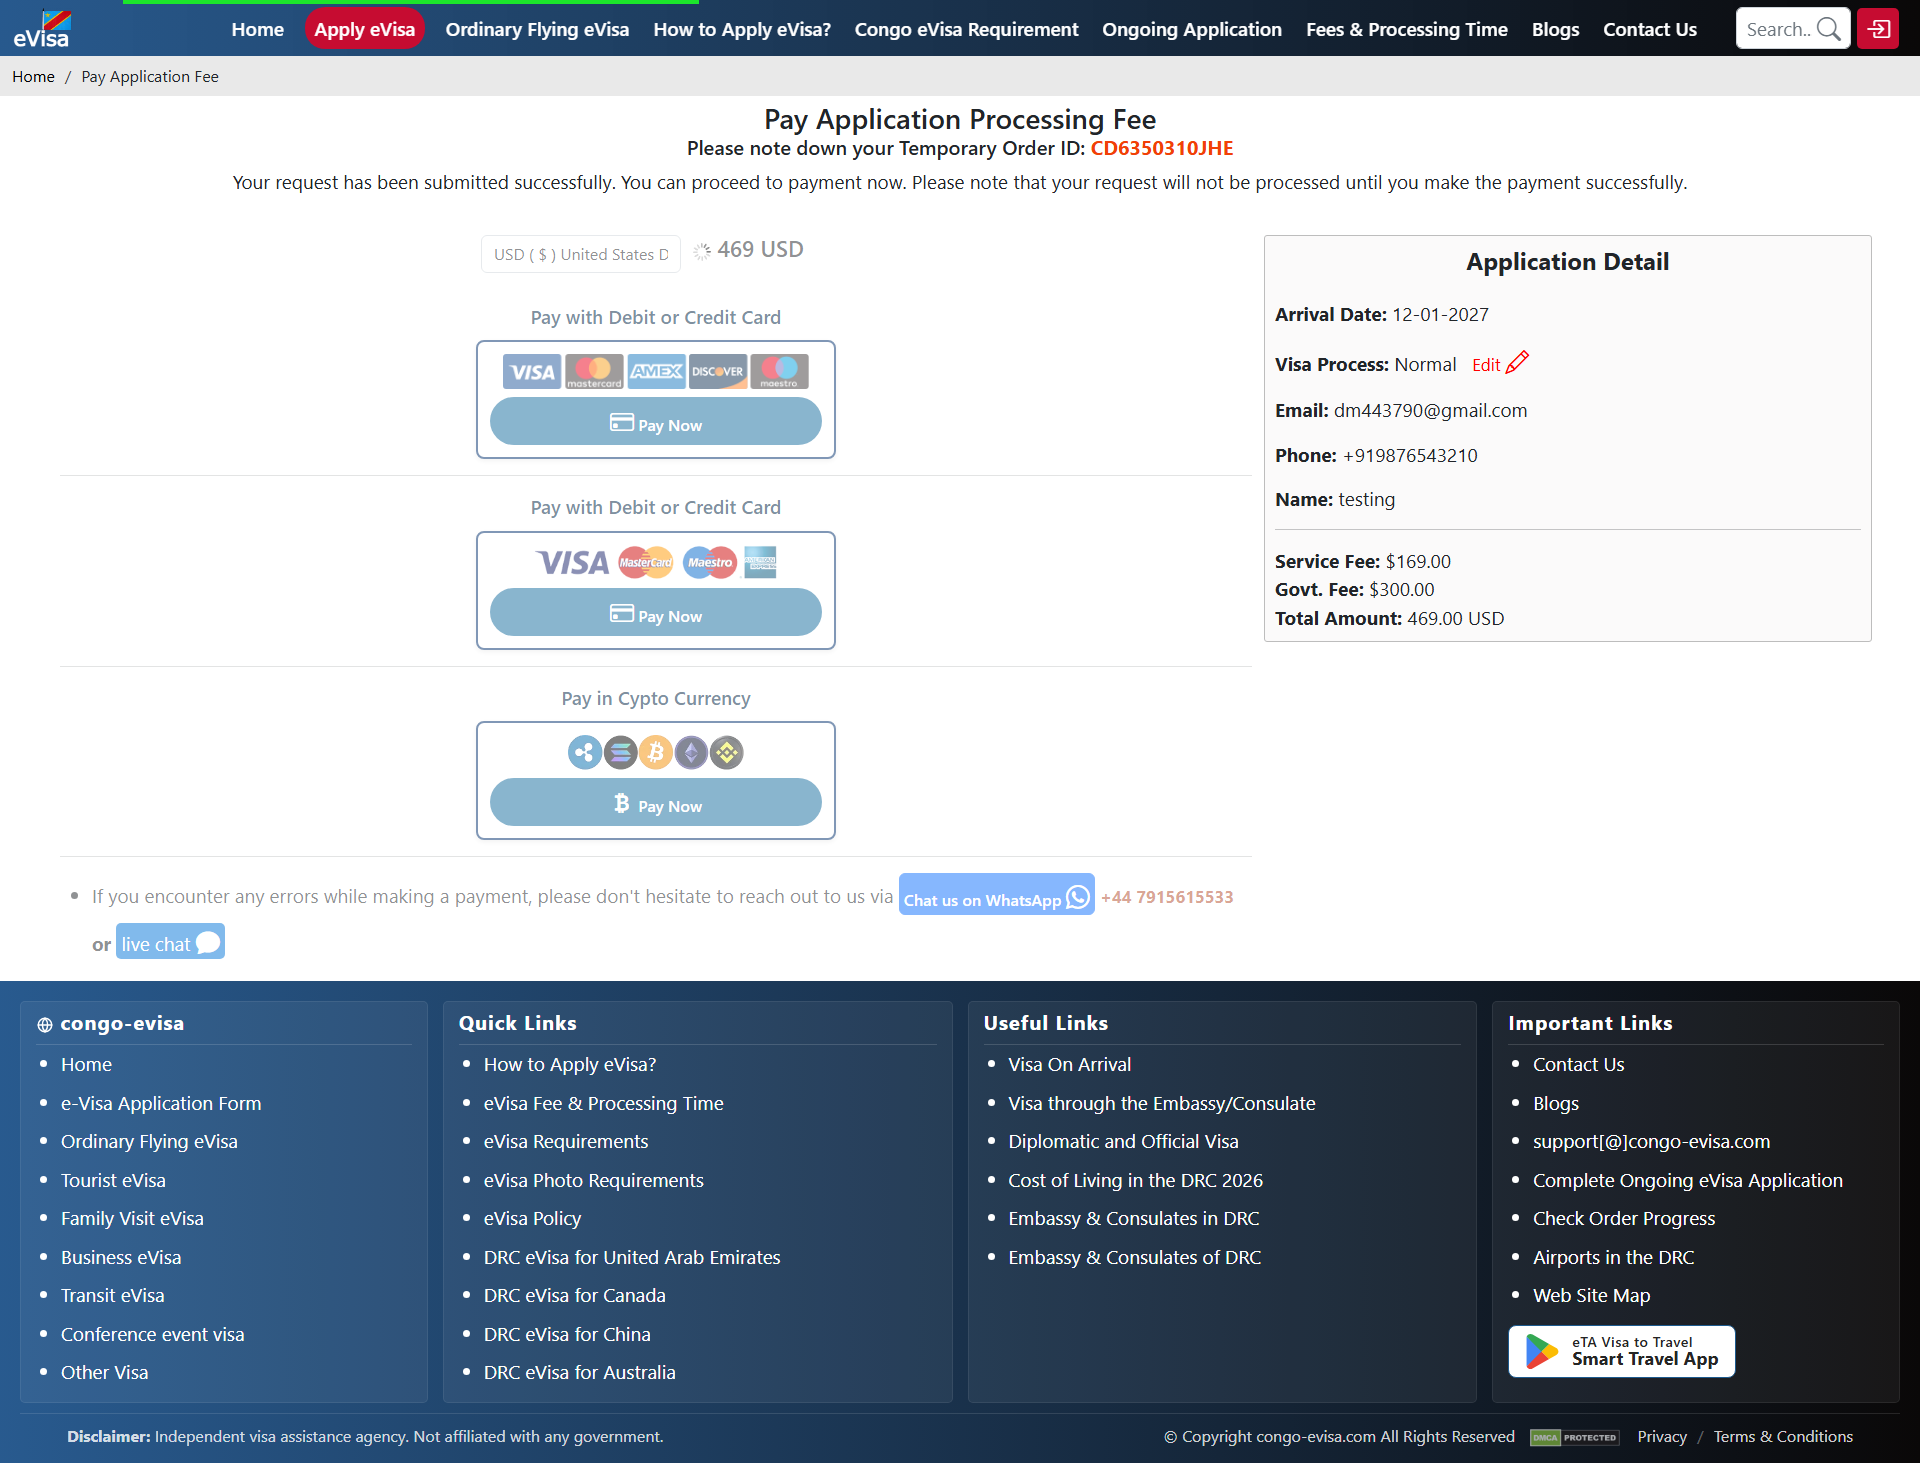 eVisa
Home
Apply eVisa
Ordinary Flying eVisa
How to Apply eVisa?
Congo eVisa Requirement
Ongoing Application
Fees & Processing Time
Blogs
Contact Us
Search..
Home / Pay Application Fee
Pay Application Processing Fee
Please note down your Temporary Order ID: CD6350310JHE
Your request has been submitted successfully. You can proceed to payment now. Please note that your request will not be processed until you make the payment successfully.
USD ( $ ) United States D
469 USD
Pay with Debit or Credit Card
VISA mastercard AMEX DISCOVER maestro
Pay Now
Pay with Debit or Credit Card
VISA MasterCard Maestro AMERICAN EXPRESS
Pay Now
Pay in Cypto Currency
Pay Now
If you encounter any errors while making a payment, please don't hesitate to reach out to us via Chat us on WhatsApp +44 7915615533
or live chat
Application Detail
Arrival Date: 12-01-2027
Visa Process: Normal Edit
Email: dm443790@gmail.com
Phone: +919876543210
Name: testing
Service Fee: $169.00
Govt. Fee: $300.00
Total Amount: 469.00 USD
congo-evisa
Home
e-Visa Application Form
Ordinary Flying eVisa
Tourist eVisa
Family Visit eVisa
Business eVisa
Transit eVisa
Conference event visa
Other Visa
Quick Links
How to Apply eVisa?
eVisa Fee & Processing Time
eVisa Requirements
eVisa Photo Requirements
eVisa Policy
DRC eVisa for United Arab Emirates
DRC eVisa for Canada
DRC eVisa for China
DRC eVisa for Australia
Useful Links
Visa On Arrival
Visa through the Embassy/Consulate
Diplomatic and Official Visa
Cost of Living in the DRC 2026
Embassy & Consulates in DRC
Embassy & Consulates of DRC
Important Links
Contact Us
Blogs
support[@]congo-evisa.com
Complete Ongoing eVisa Application
Check Order Progress
Airports in the DRC
Web Site Map
eTA Visa to Travel
Smart Travel App
Disclaimer: Independent visa assistance agency. Not affiliated with any government.
© Copyright congo-evisa.com All Rights Reserved
DMCA PROTECTED
Privacy / Terms & Conditions